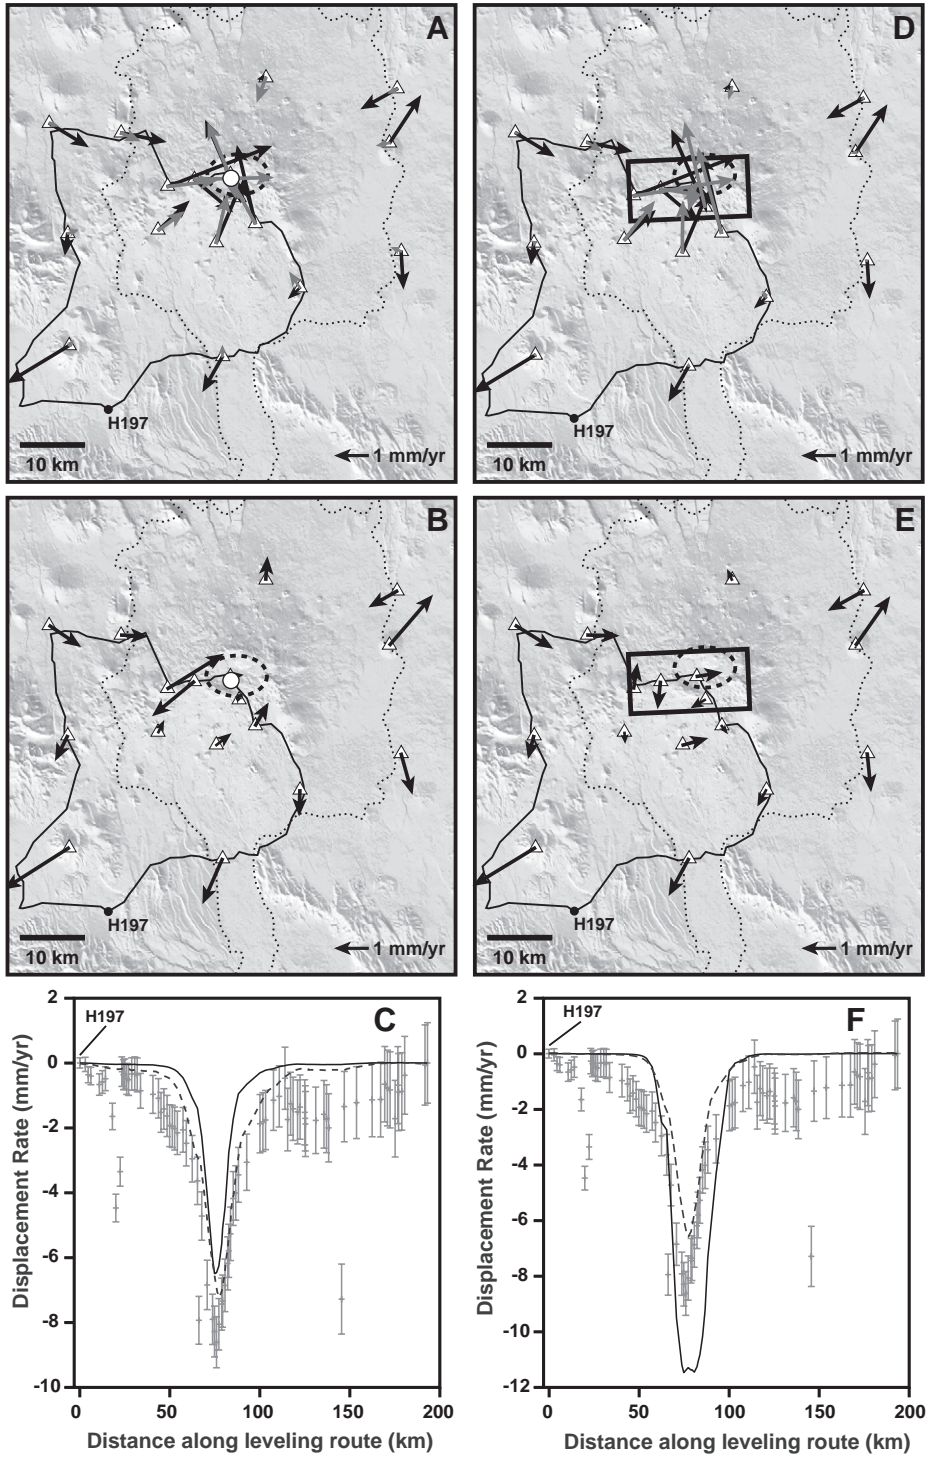 A
H197
10 km
1 mm/yr
D
H197
10 km
1 mm/yr
B
H197
10 km
1 mm/yr
E
H197
10 km
1 mm/yr
C
H197
Displacement Rate (mm/yr)
2
0
-2
-4
-6
-8
-10
0 50 100 150 200
Distance along leveling route (km)
F
H197
Displacement Rate (mm/yr)
2
0
-2
-4
-6
-8
-10
-12
0 50 100 150 200
Distance along leveling route (km)